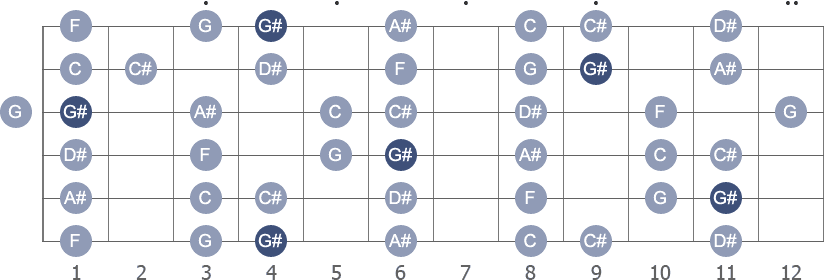 F G G# A# C C# D#
C C# D# F G G# A#
G G# A# C C# D# F G
D# F G G# A# C C#
A# C C# D# F G G#
F G G# A# C C# D#
1 2 3 4 5 6 7 8 9 10 11 12